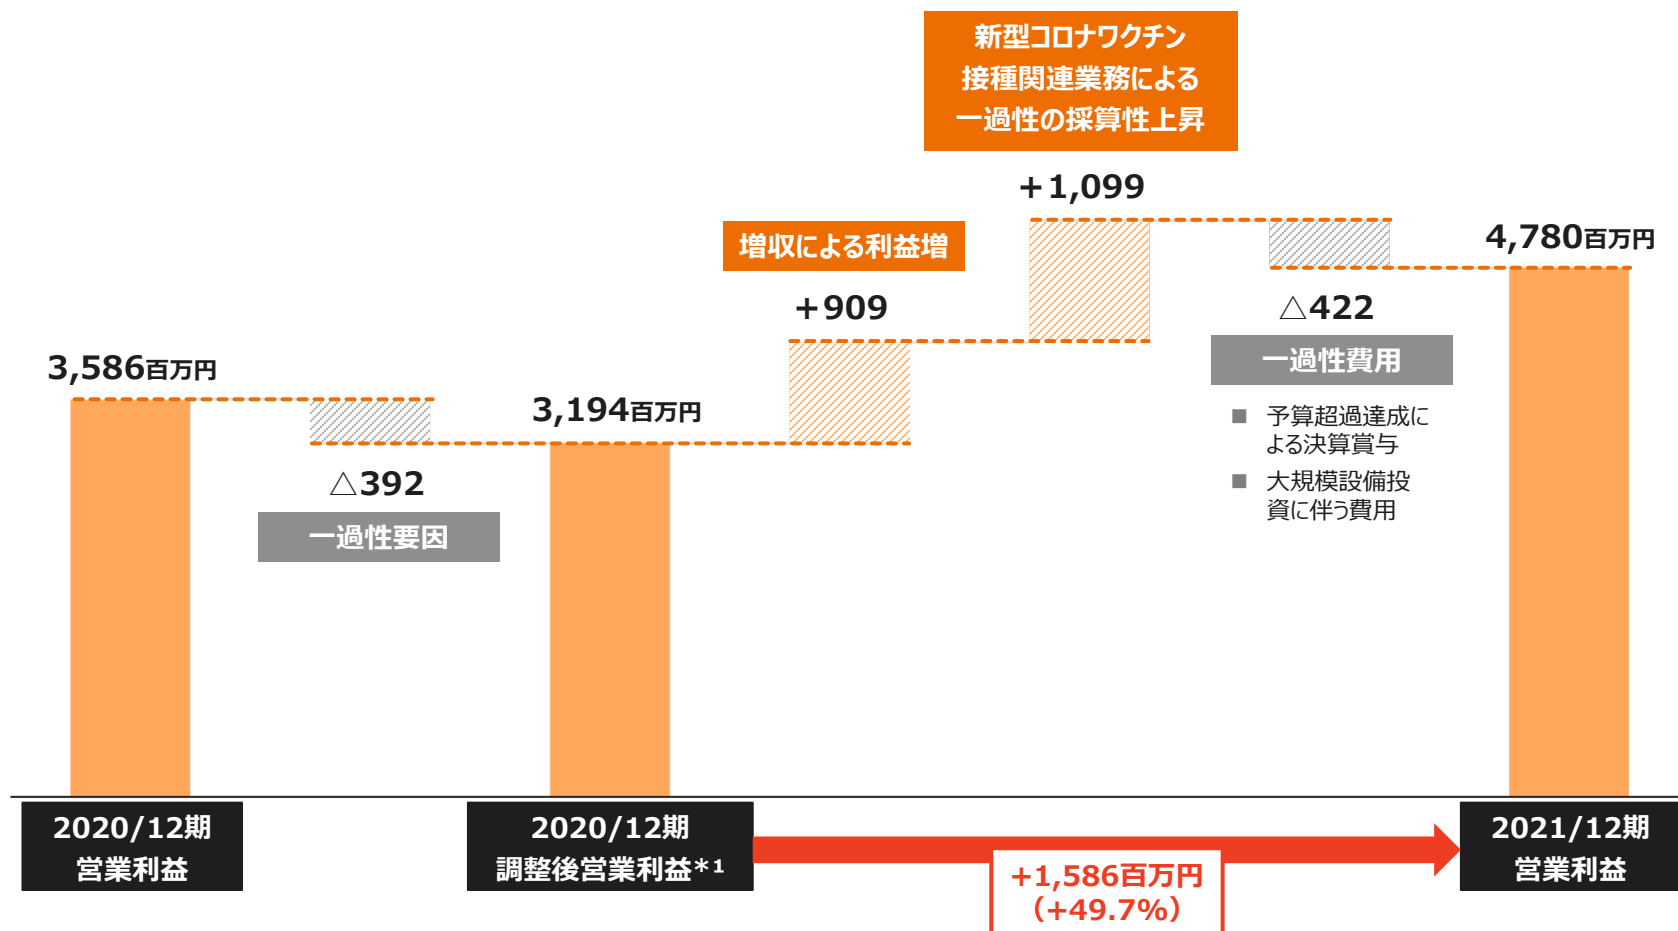 新型コロナワクチン
接種関連業務による
一過性の採算性上昇
+1,099
増収による利益増
+909
4,780百万円
△422
一過性費用
■ 予算超過達成に
よる決算賞与
■ 大規模設備投
資に伴う費用
3,586百万円
3,194百万円
△392
一過性要因
2020/12期
営業利益
2020/12期
調整後営業利益*1
2021/12期
営業利益
+1,586百万円
（+49.7%）